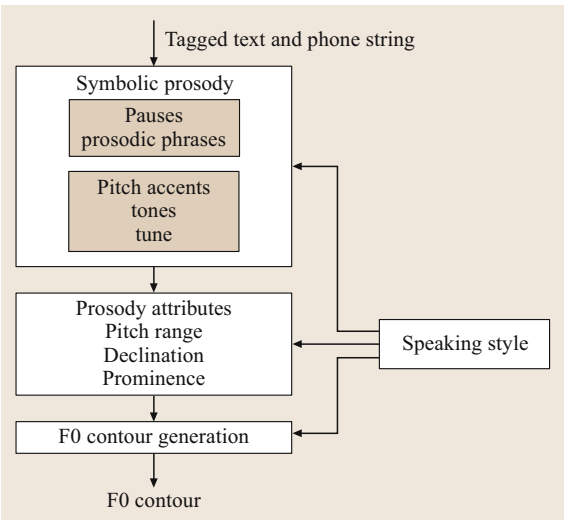 Tagged text and phone string
Symbolic prosody
Pauses
prosodic phrases
Pitch accents
tones
tune
Prosody attributes
Pitch range
Declination
Prominence
Speaking style
F0 contour generation
F0 contour